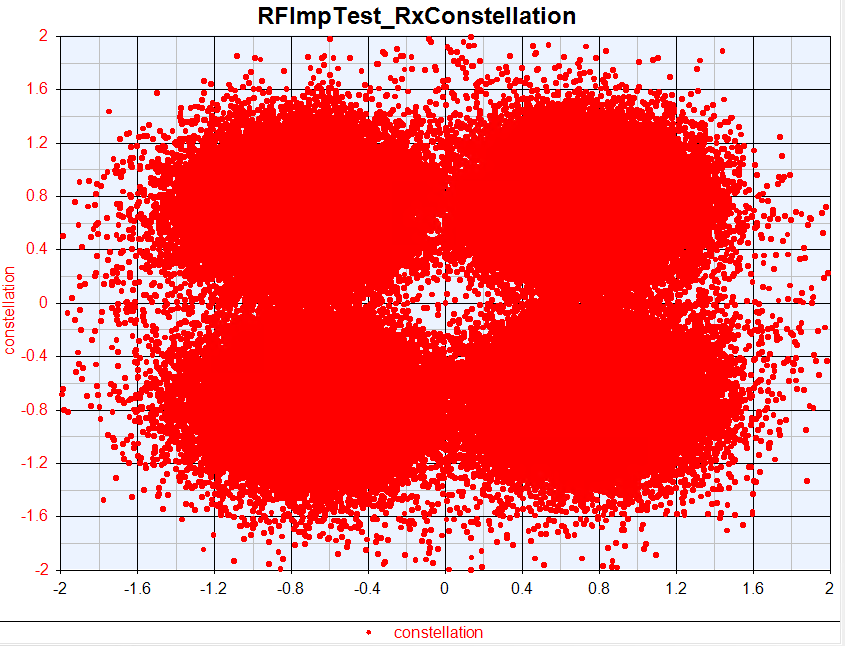 RFImpTest_RxConstellation
2
1.6
1.2
0.8
0.4
0
-0.4
-0.8
-1.2
-1.6
-2
constellation
-2 -1.6 -1.2 -0.8 -0.4 0 0.4 0.8 1.2 1.6 2
constellation